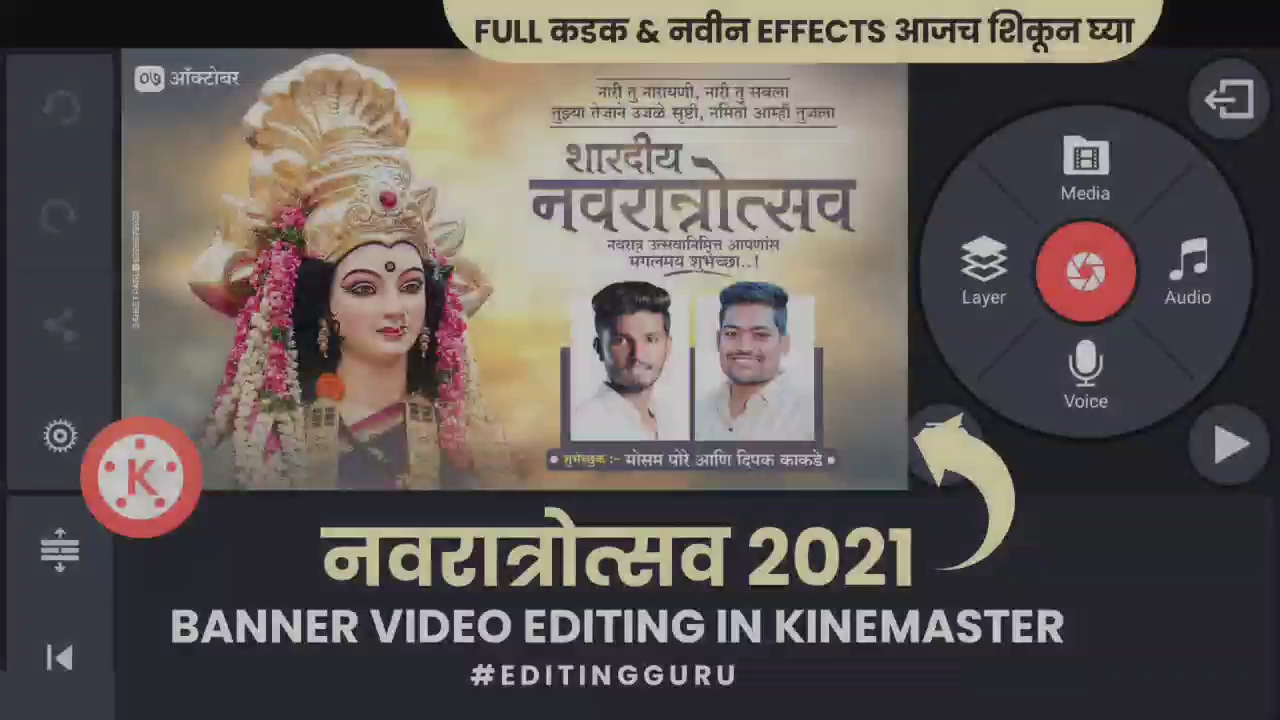 FULL कडक & नवीन EFFECTS आजच शिकून घ्या
०७ ऑक्टोबर
नारी तु नारायणी, नारी तु सबला
तुझ्या तेजानं उजळे सृष्टी, नमितो आम्ही तुजला
शारदीय
नवरात्रोत्सव
नवरात्र उत्सवानिमित्त आपणांस
मंगलमय शुभेच्छा..!
शुभेच्छुक :- मोसम पोरे आणि दिपक काकडे
Media
Layer
Audio
Voice
K
नवरात्रोत्सव 2021
BANNER VIDEO EDITING IN KINEMASTER
#EDITINGGURU